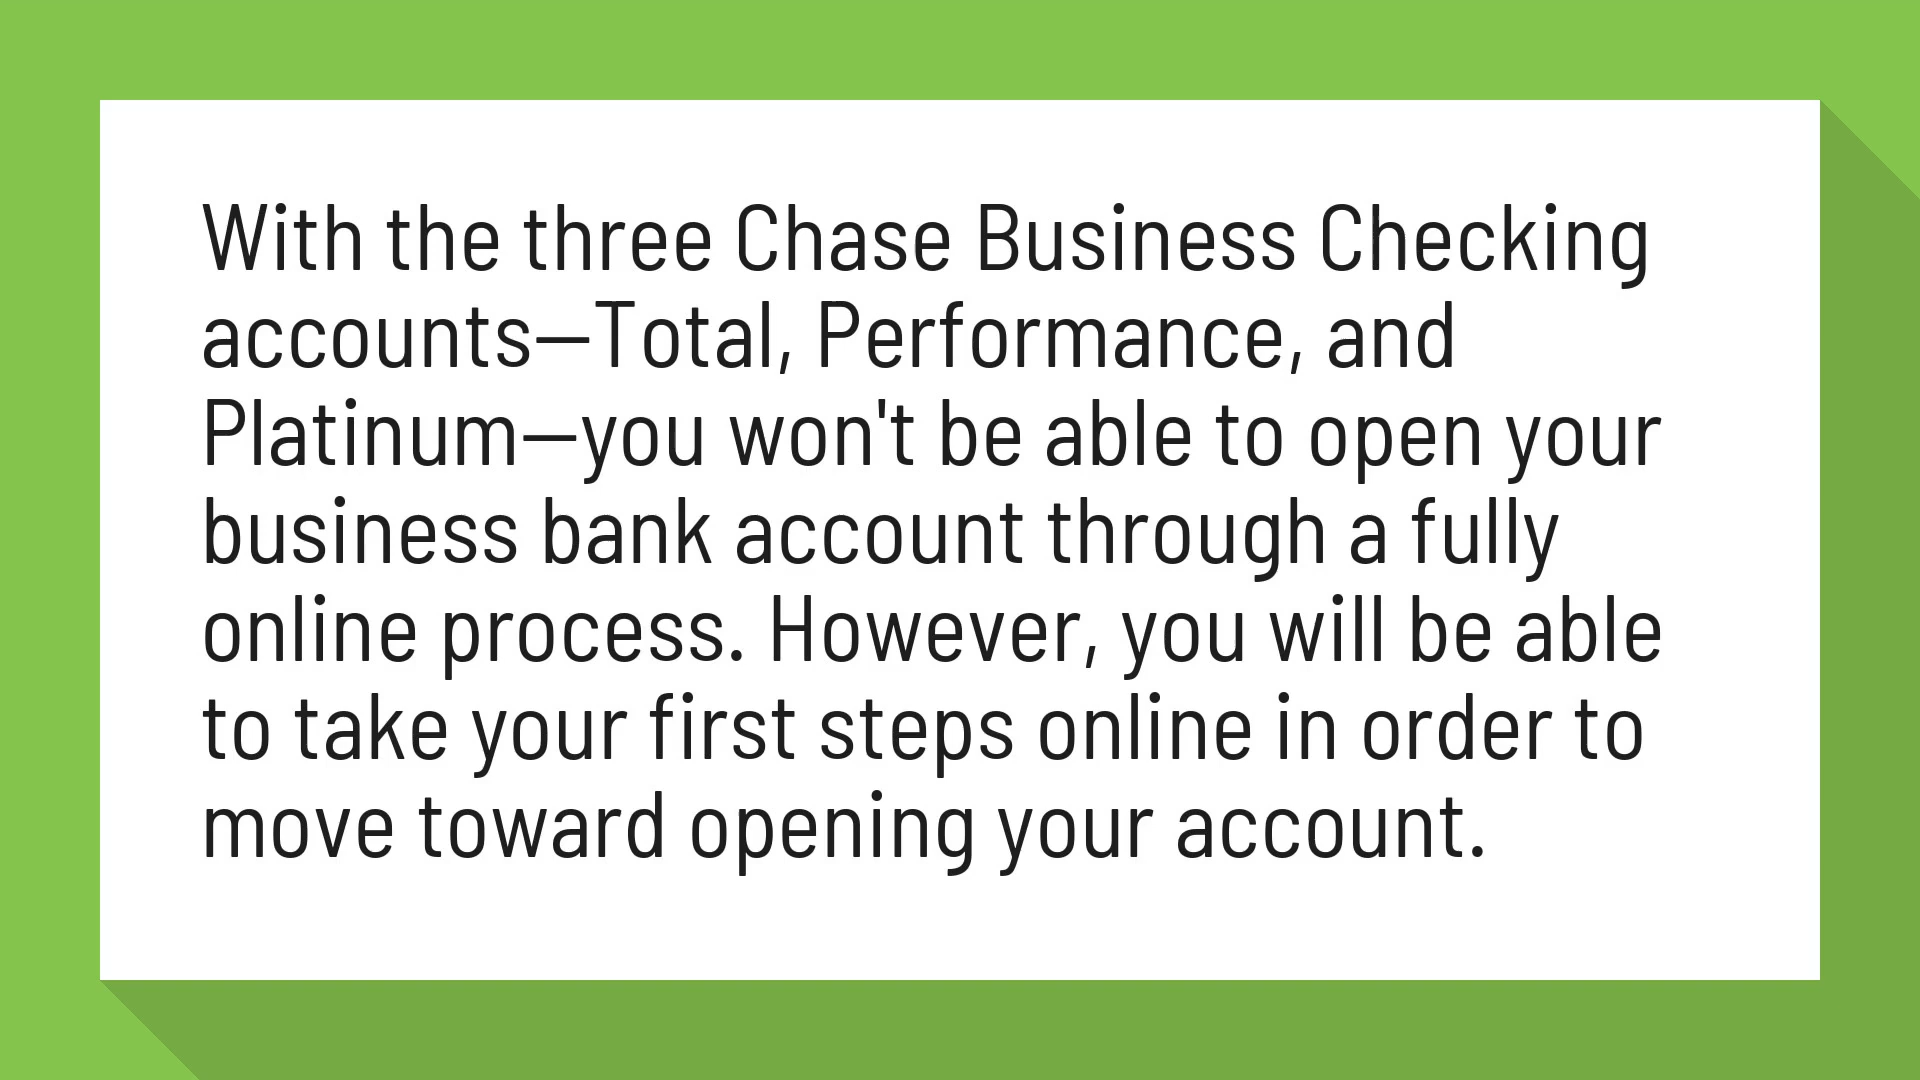 With the three Chase Business Checking
accounts—Total, Performance, and
Platinum—you won't be able to open your
business bank account through a fully
online process. However, you will be able
to take your first steps online in order to
move toward opening your account.